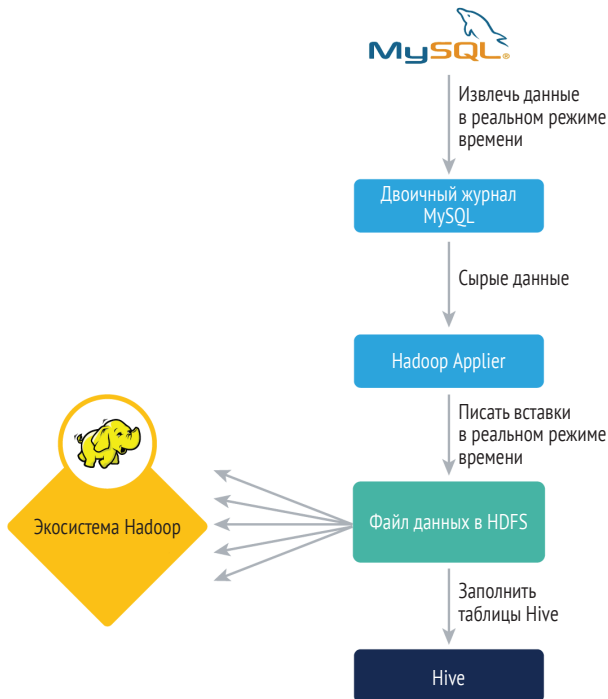 MySQL®
Извлечь данные
в реальном режиме
времени
Двоичный журнал
MySQL
Сырые данные
Hadoop Applier
Писать вставки
в реальном режиме
времени
Экосистема Hadoop
Файл данных в HDFS
Заполнить
таблицы Hive
Hive